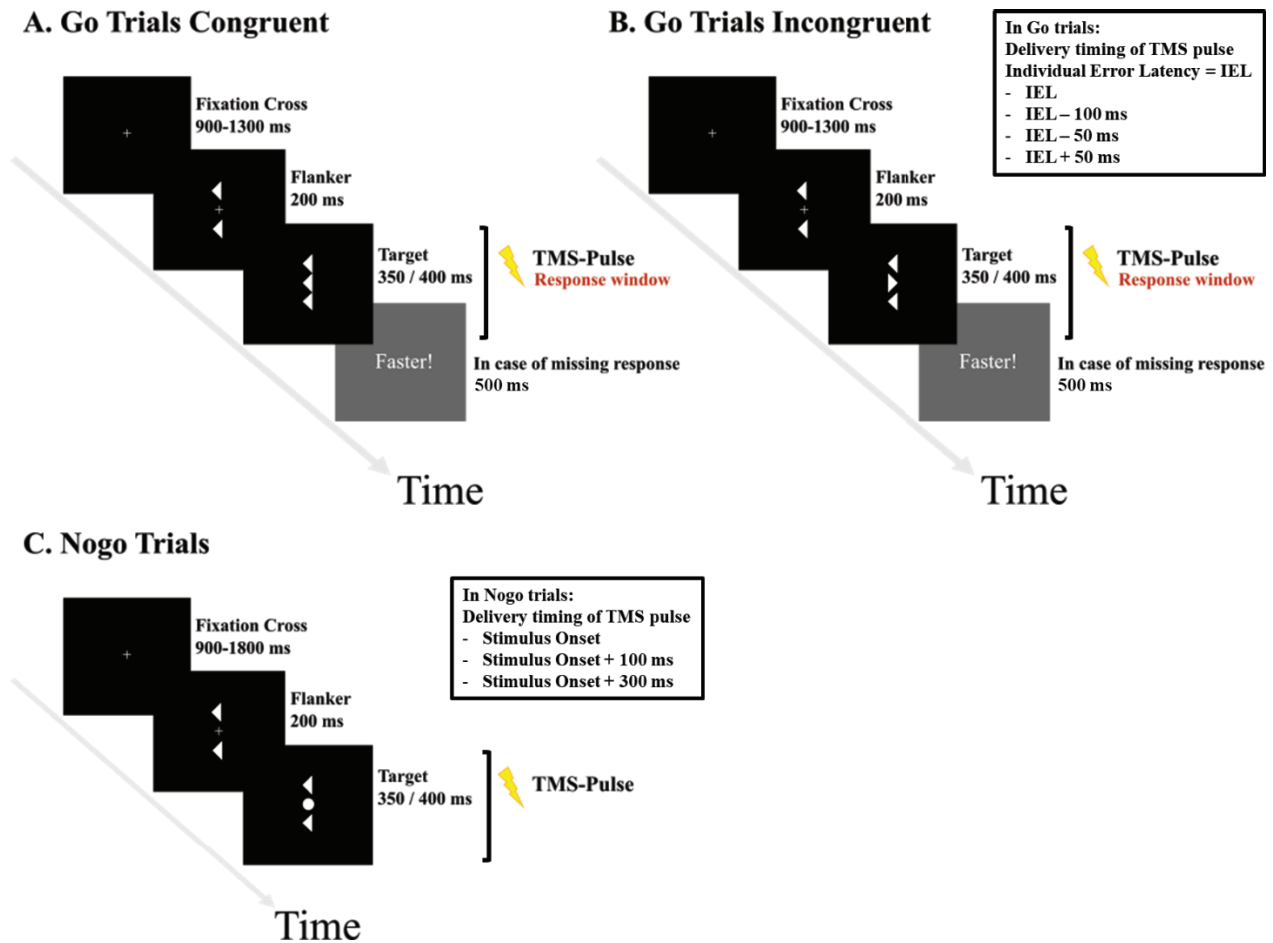 A. Go Trials Congruent
Fixation Cross
900-1300 ms
Flanker
200 ms
Target
350 / 400 ms
TMS-Pulse
Response window
Faster!
In case of missing response
500 ms
Time
B. Go Trials Incongruent
In Go trials:
Delivery timing of TMS pulse
Individual Error Latency = IEL
- IEL
- IEL – 100 ms
- IEL – 50 ms
- IEL + 50 ms
Fixation Cross
900-1300 ms
Flanker
200 ms
Target
350 / 400 ms
TMS-Pulse
Response window
Faster!
In case of missing response
500 ms
Time
C. Nogo Trials
In Nogo trials:
Delivery timing of TMS pulse
- Stimulus Onset
- Stimulus Onset + 100 ms
- Stimulus Onset + 300 ms
Fixation Cross
900-1800 ms
Flanker
200 ms
Target
350 / 400 ms
TMS-Pulse
Time